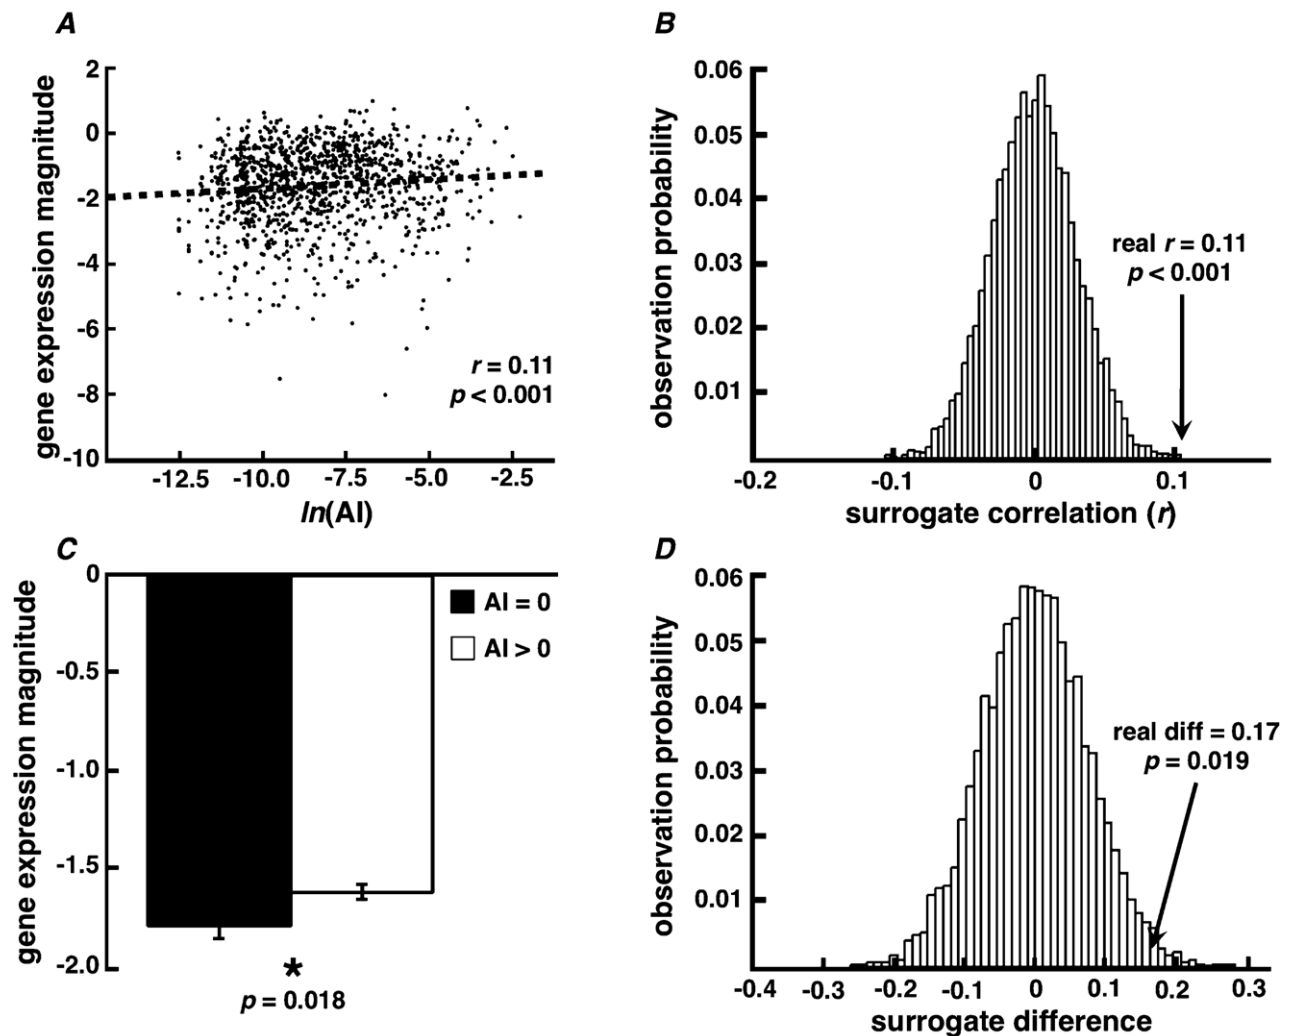 A
gene expression magnitude
2
0
-2
-4
-6
-8
-10
r = 0.11
p < 0.001
-12.5 -10.0 -7.5 -5.0 -2.5
ln(AI)
B
observation probability
0.06
0.05
0.04
0.03
0.02
0.01
real r = 0.11
p < 0.001
-0.2 -0.1 0 0.1
surrogate correlation (r)
C
gene expression magnitude
0
-0.5
-1.0
-1.5
-2.0
AI = 0
AI > 0
*
p = 0.018
D
observation probability
0.06
0.05
0.04
0.03
0.02
0.01
real diff = 0.17
p = 0.019
-0.4 -0.3 -0.2 -0.1 0 0.1 0.2 0.3
surrogate difference